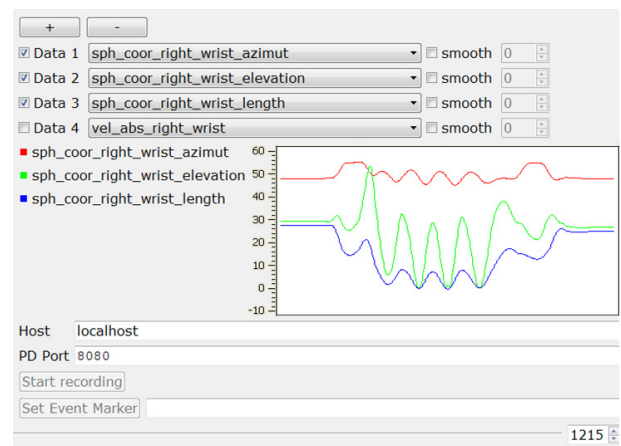 + -
Data 1 sph_coor_right_wrist_azimut smooth 0
Data 2 sph_coor_right_wrist_elevation smooth 0
Data 3 sph_coor_right_wrist_length smooth 0
Data 4 vel_abs_right_wrist smooth 0
sph_coor_right_wrist_azimut
sph_coor_right_wrist_elevation
sph_coor_right_wrist_length
60
50
40
30
20
10
0
-10
Host localhost
PD Port 8080
Start recording
Set Event Marker
1215